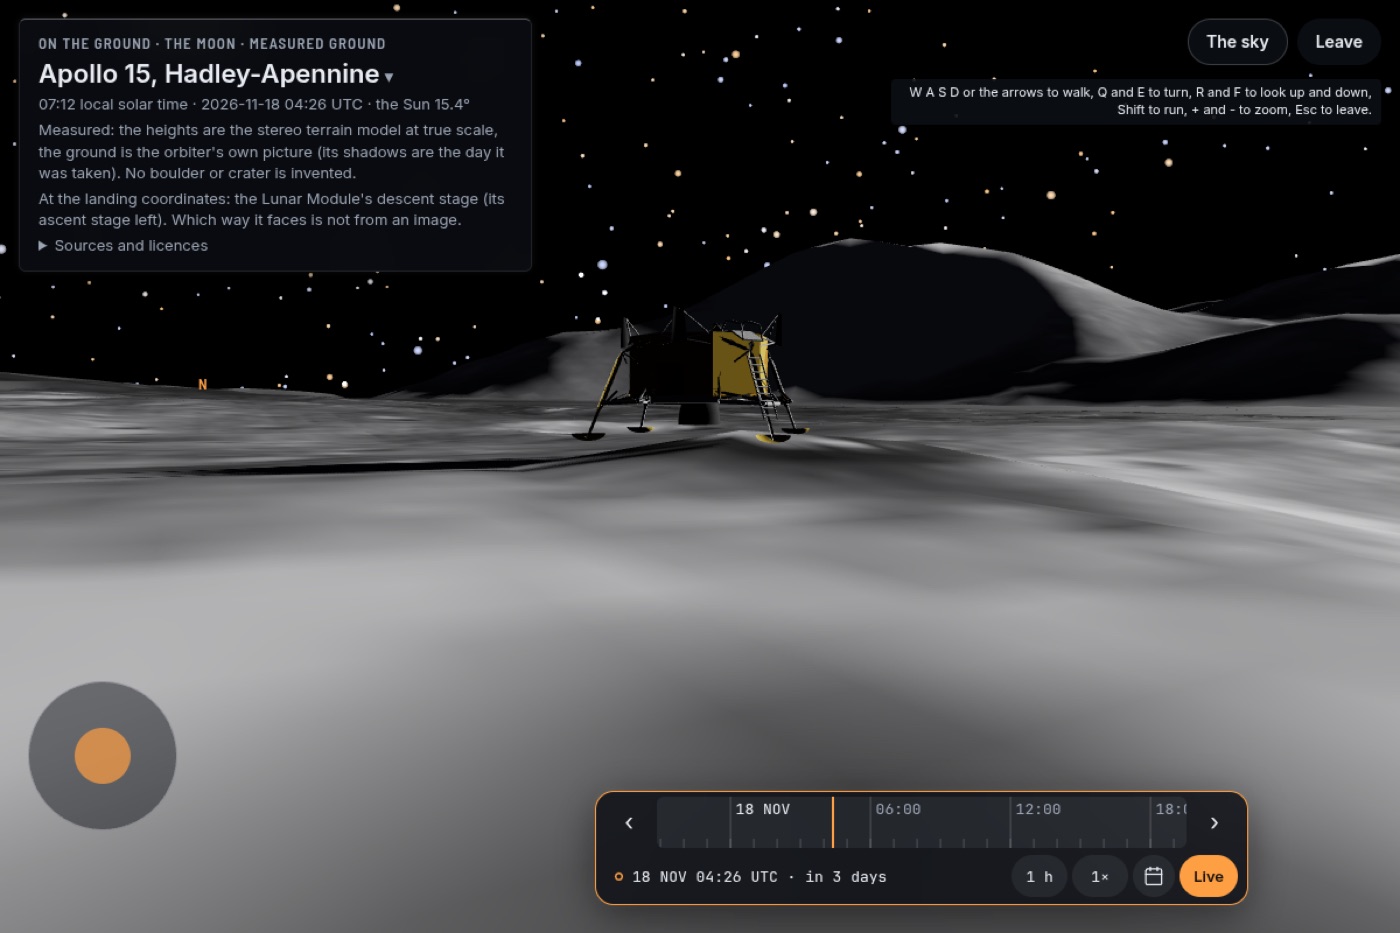 ON THE GROUND · THE MOON · MEASURED GROUND
Apollo 15, Hadley-Apennine ▾
07:12 local solar time · 2026-11-18 04:26 UTC · the Sun 15.4°
Measured: the heights are the stereo terrain model at true scale,
the ground is the orbiter's own picture (its shadows are the day it
was taken). No boulder or crater is invented.
At the landing coordinates: the Lunar Module's descent stage (its
ascent stage left). Which way it faces is not from an image.
▶ Sources and licences
The sky
Leave
W A S D or the arrows to walk, Q and E to turn, R and F to look up and down,
Shift to run, + and - to zoom, Esc to leave.
N
‹
18 NOV
06:00
12:00
18:0
›
18 NOV 04:26 UTC · in 3 days
1 h
1×
Live